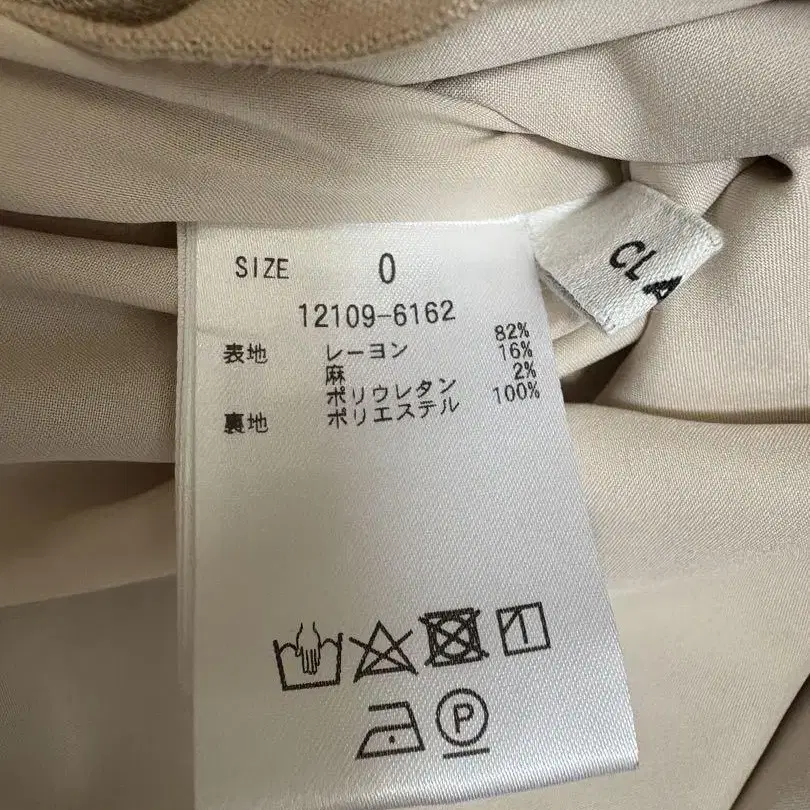 SIZE 0
12109-6162
表地 レーヨン 82%
麻 16%
ポリウレタン 2%
裏地 ポリエステル 100%
CLA
P